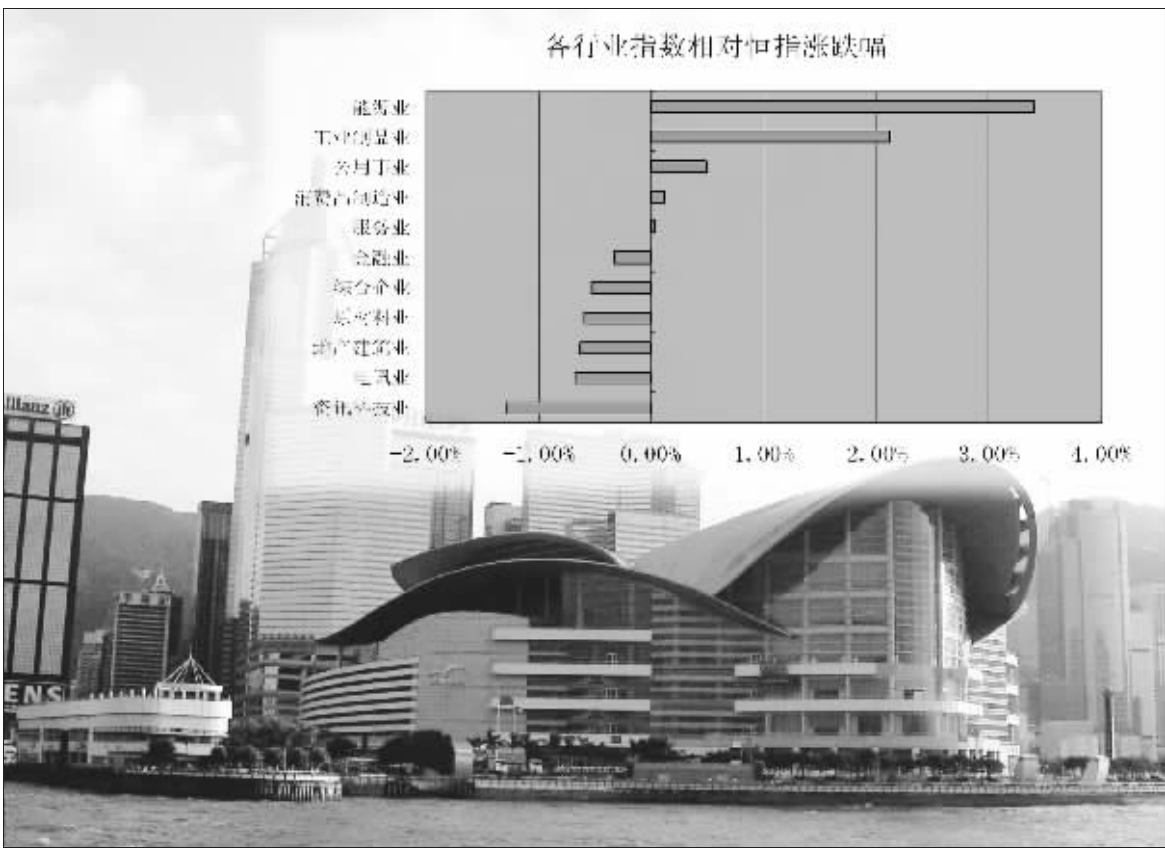 各行业指数相对恒指涨跌幅
能源业
工业制品业
公用事业
消费品制造业
服务业
金融业
综合企业
原材料业
地产建筑业
电讯业
资讯科技业
-2.00% -1.00% 0.00% 1.00% 2.00% 3.00% 4.00%
Allianz
ENS